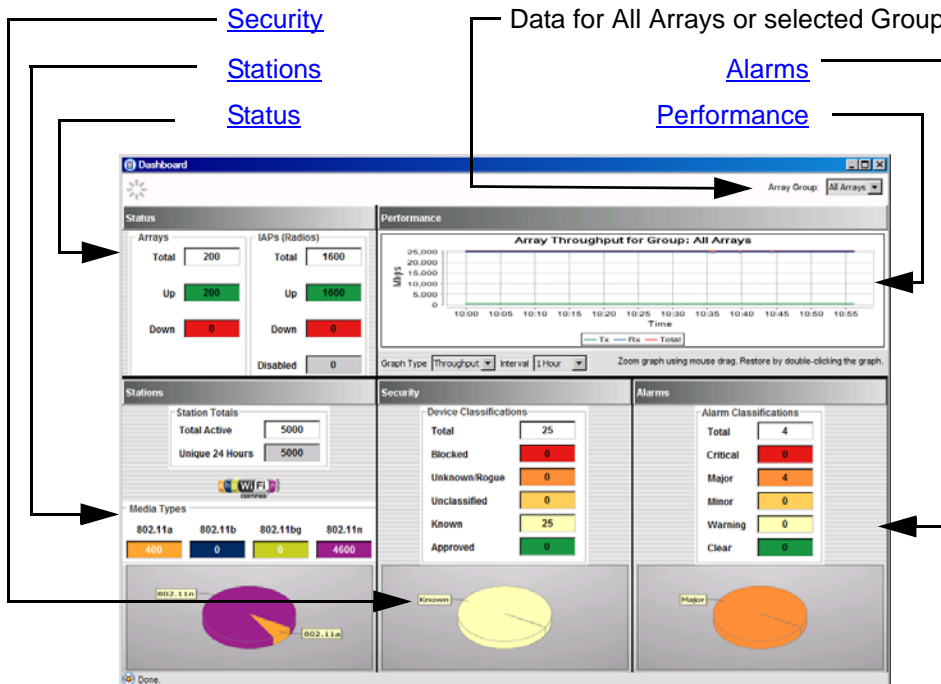 Security
Data for All Arrays or selected Group
Stations
Alarms
Status
Performance
Dashboard
Array Group: All Arrays
Status
Performance
Arrays
IAPs (Radios)
Total 200
Total 1600
Up 200
Up 1600
Down 0
Down 0
Disabled 0
Array Throughput for Group: All Arrays
Mbps
25,000
20,000
15,000
10,000
5,000
0
10:00 10:05 10:10 10:15 10:20 10:25 10:30 10:35 10:40 10:45 10:50 10:55
Time
Tx Rx Total
Graph Type Throughput Interval 1 Hour Zoom graph using mouse drag. Restore by double-clicking the graph.
Stations
Security
Alarms
Station Totals
Total Active 5000
Unique 24 Hours 5000
Wi Fi
CERTIFIED
Media Types
802.11a 802.11b 802.11bg 802.11n
400 0 0 4600
802.11n
802.11a
Device Classifications
Total 25
Blocked 0
Unknown/Rogue 0
Unclassified 0
Known 25
Approved 0
Known
Alarm Classifications
Total 4
Critical 0
Major 4
Minor 0
Warning 0
Clear 0
Major
Done.